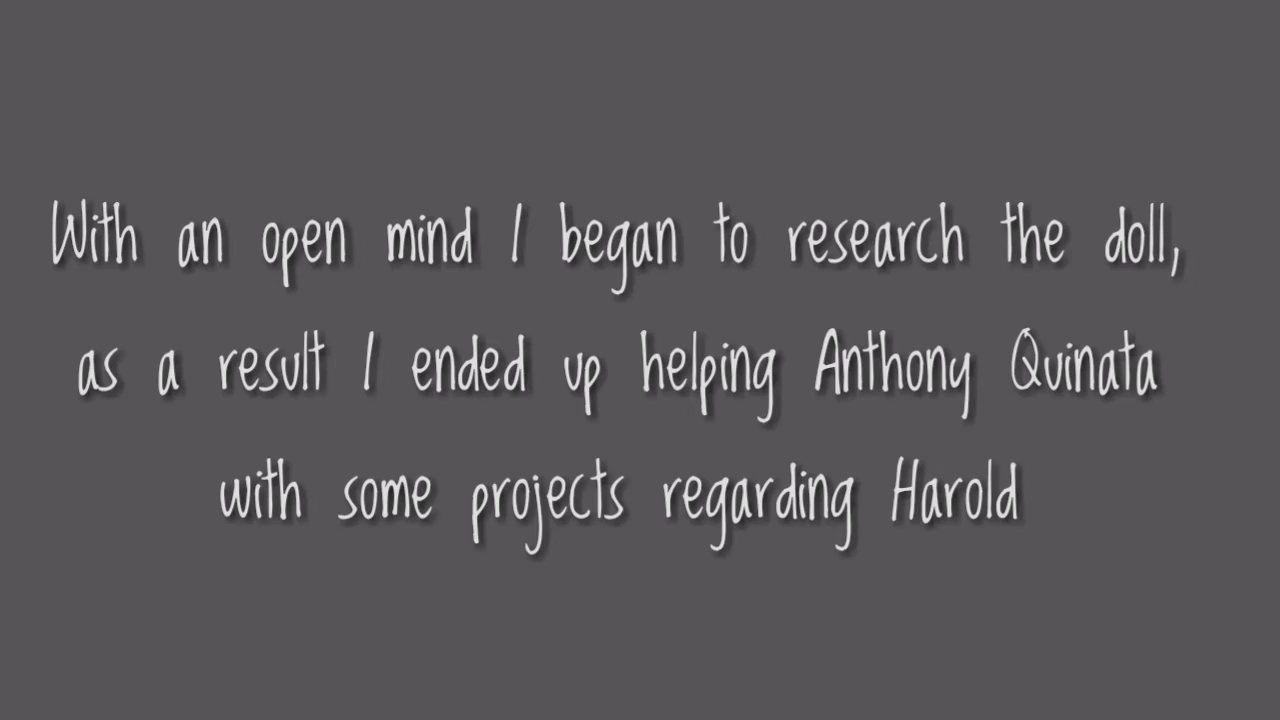 With an open mind I began to research the doll,
as a result I ended up helping Anthony Quinata
with some projects regarding Harold